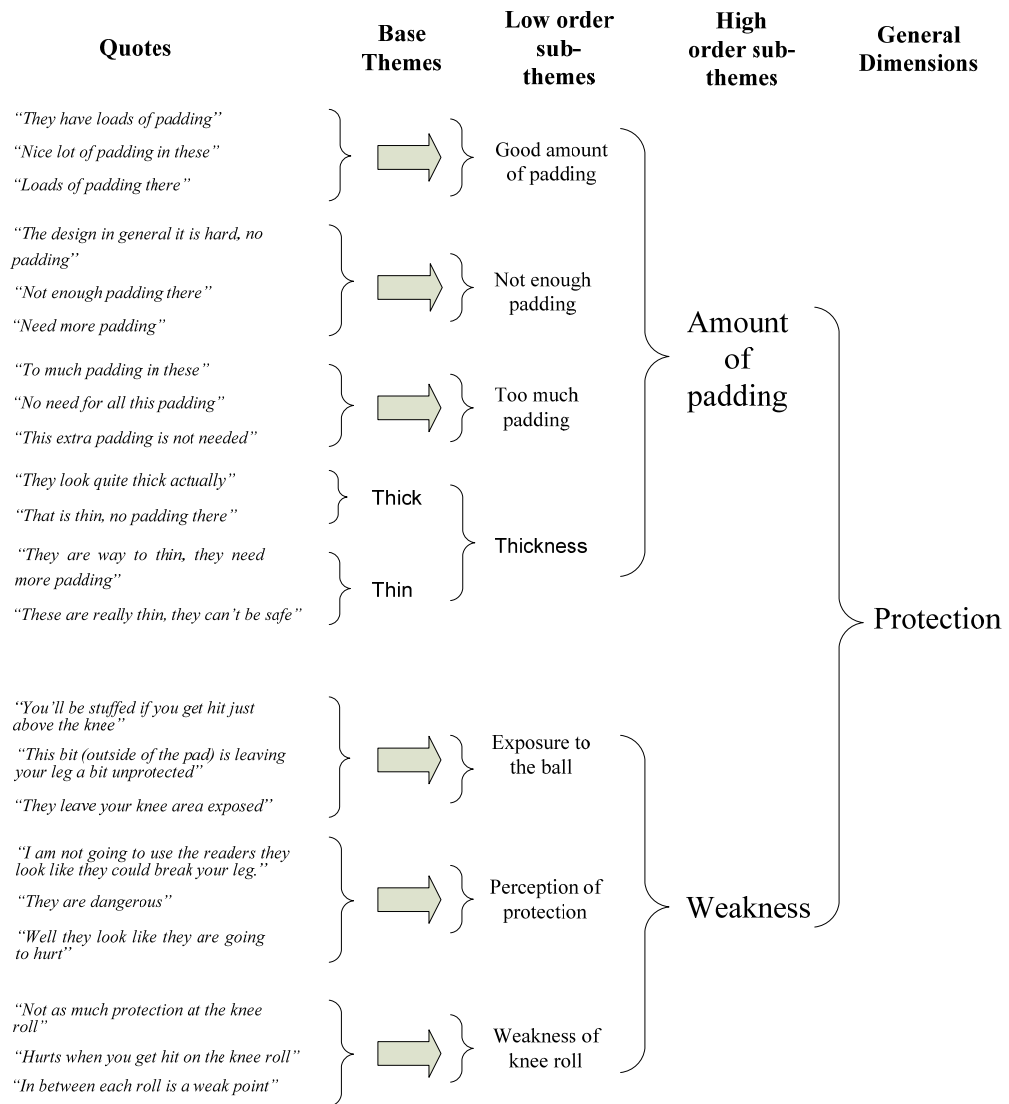 Quotes
Base
Themes
Low order
sub-
themes
High
order sub-
themes
General
Dimensions
“They have loads of padding”
“Nice lot of padding in these”
“Loads of padding there”
Good amount
of padding
“The design in general it is hard, no
padding”
“Not enough padding there”
“Need more padding”
Not enough
padding
“To much padding in these”
“No need for all this padding”
“This extra padding is not needed”
Too much
padding
“They look quite thick actually”
“That is thin, no padding there”
Thick
“They are way to thin, they need
more padding”
“These are really thin, they can’t be safe”
Thin
Thickness
Amount
of
padding
“You’ll be stuffed if you get hit just
above the knee”
“This bit (outside of the pad) is leaving
your leg a bit unprotected”
“They leave your knee area exposed”
Exposure to
the ball
“I am not going to use the readers they
look like they could break your leg.”
“They are dangerous”
“Well they look like they are going
to hurt”
Perception of
protection
“Not as much protection at the knee
roll”
“Hurts when you get hit on the knee roll”
“In between each roll is a weak point”
Weakness of
knee roll
Weakness
Protection